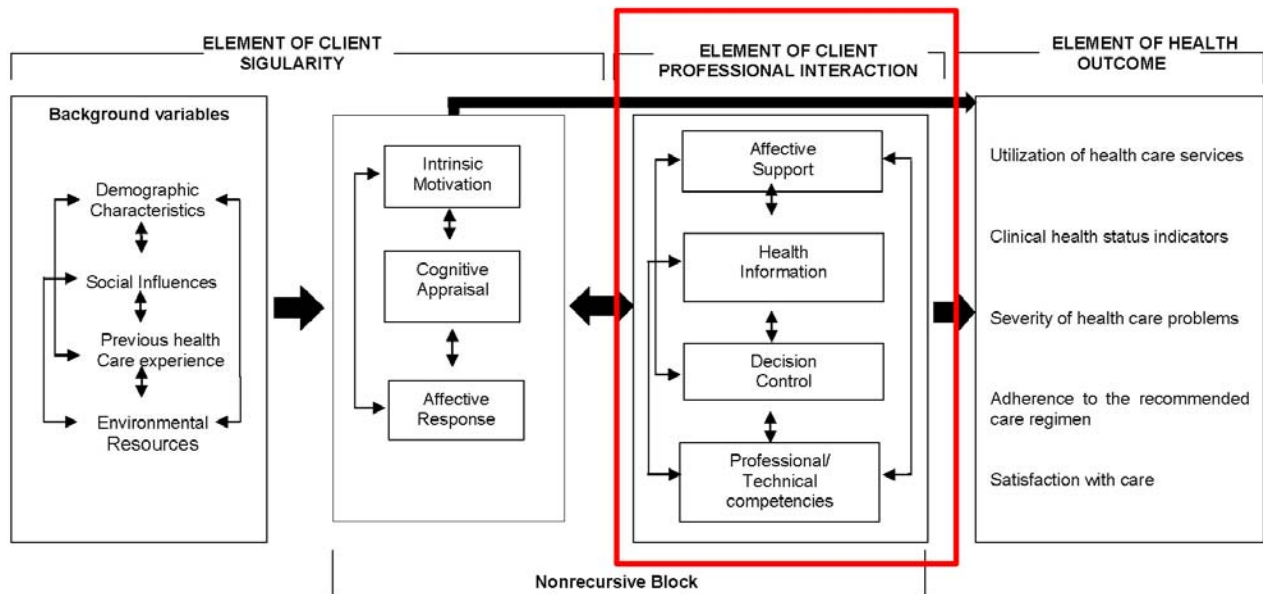 ELEMENT OF CLIENT
SIGULARITY
ELEMENT OF CLIENT
PROFESSIONAL INTERACTION
ELEMENT OF HEALTH
OUTCOME
Background variables
Demographic
Characteristics
Social Influences
Previous health
Care experience
Environmental
Resources
Intrinsic
Motivation
Cognitive
Appraisal
Affective
Response
Affective
Support
Health
Information
Decision
Control
Professional/
Technical
competencies
Utilization of health care services
Clinical health status indicators
Severity of health care problems
Adherence to the recommended
care regimen
Satisfaction with care
Nonrecursive Block